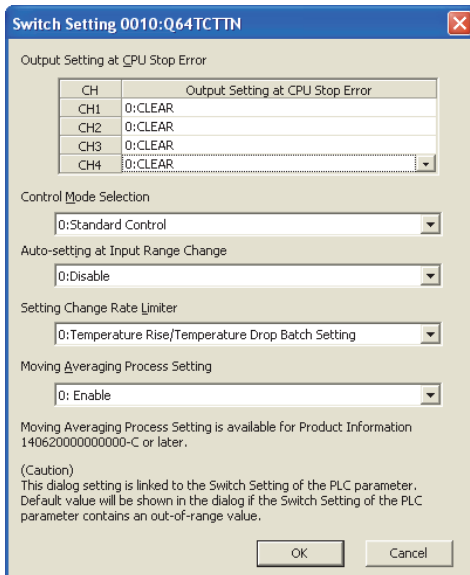 Switch Setting 0010:Q64TCTTN
Output Setting at CPU Stop Error
CH Output Setting at CPU Stop Error
CH1 0:CLEAR
CH2 0:CLEAR
CH3 0:CLEAR
CH4 0:CLEAR
Control Mode Selection
0:Standard Control
Auto-setting at Input Range Change
0:Disable
Setting Change Rate Limiter
0:Temperature Rise/Temperature Drop Batch Setting
Moving Averaging Process Setting
0: Enable
Moving Averaging Process Setting is available for Product Information
140620000000000-C or later.
(Caution)
This dialog setting is linked to the Switch Setting of the PLC parameter.
Default value will be shown in the dialog if the Switch Setting of the PLC
parameter contains an out-of-range value.
OK Cancel